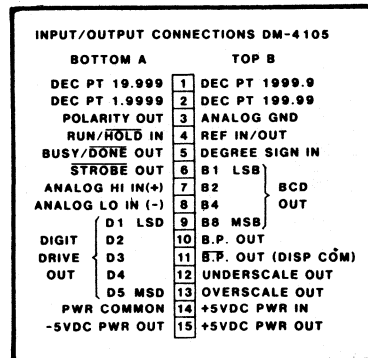 INPUT/OUTPUT CONNECTIONS DM-4105
BOTTOM A TOP B
DEC PT 19.999 1 DEC PT 1999.9
DEC PT 1.9999 2 DEC PT 199.99
POLARITY OUT 3 ANALOG GND
RUN/HOLD IN 4 REF IN/OUT
BUSY/DONE OUT 5 DEGREE SIGN IN
STROBE OUT 6 B1 LSB
ANALOG HI IN(+) 7 B2 BCD
ANALOG LO IN (-) 8 B4 OUT
D1 LSD 9 B8 MSB
DIGIT D2 10 B.P. OUT
DRIVE D3 11 B.P. OUT (DISP COM)
OUT D4 12 UNDERSCALE OUT
D5 MSD 13 OVERSCALE OUT
PWR COMMON 14 +5VDC PWR IN
-5VDC PWR OUT 15 +5VDC PWR OUT